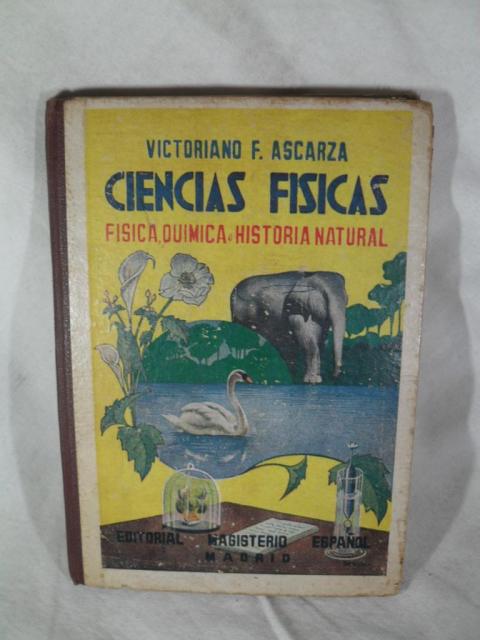 VICTORIANO F. ASCARZA
CIENCIAS FISICAS
FISICA, QUIMICA é HISTORIA NATURAL
EDITORIAL MAGISTERIO ESPAÑOL
MADRID